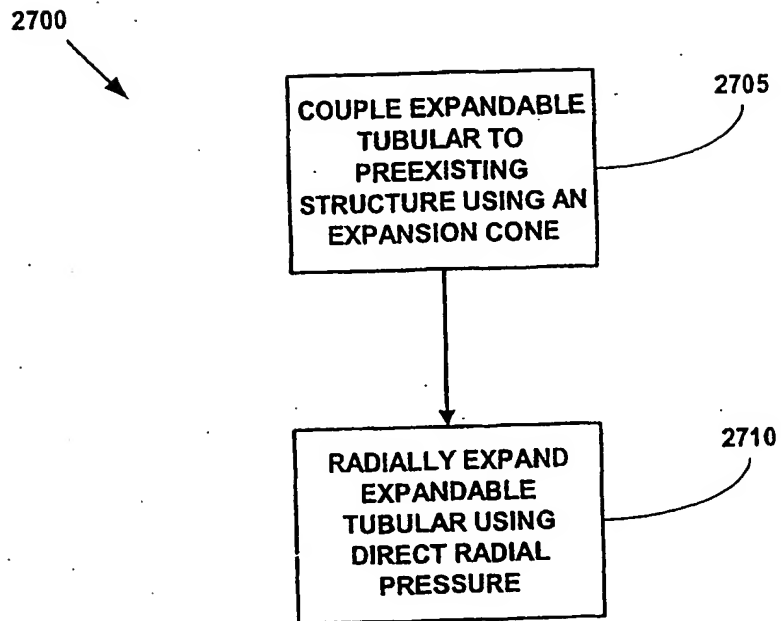 2700
2705
COUPLE EXPANDABLE
TUBULAR TO
PREEXISTING
STRUCTURE USING AN
EXPANSION CONE
2710
RADIALLY EXPAND
EXPANDABLE
TUBULAR USING
DIRECT RADIAL
PRESSURE